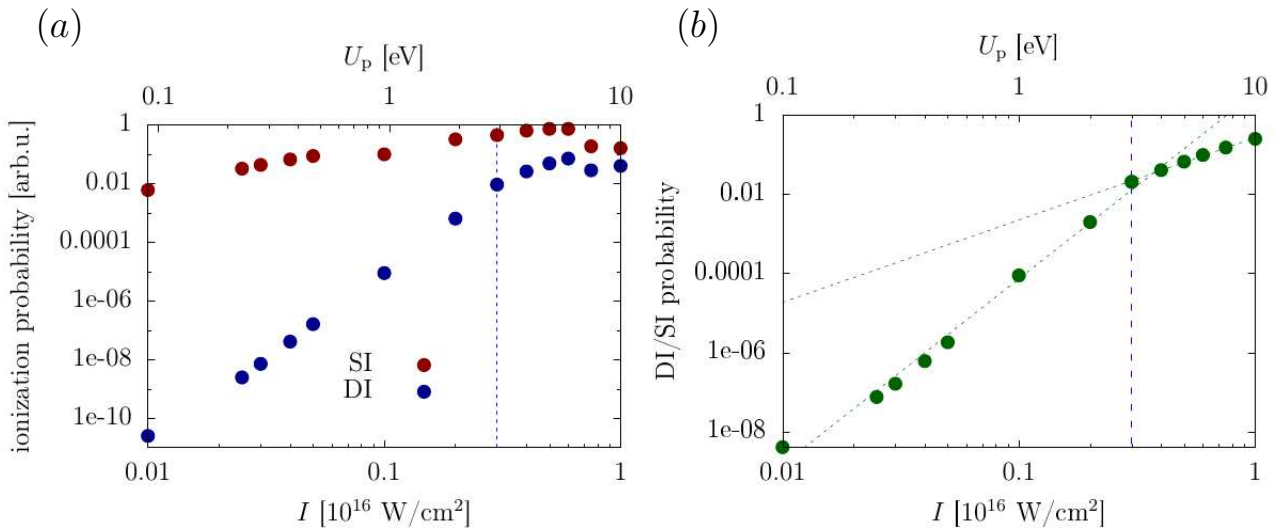 (a)
U_p [eV]
0.1 1 10
ionization probability [arb.u.]
1
0.01
0.0001
1e-06
1e-08
1e-10
SI
DI
0.01 0.1 1
I [10^16 W/cm^2]
(b)
U_p [eV]
0.1 1 10
DI/SI probability
1
0.01
0.0001
1e-06
1e-08
0.01 0.1 1
I [10^16 W/cm^2]